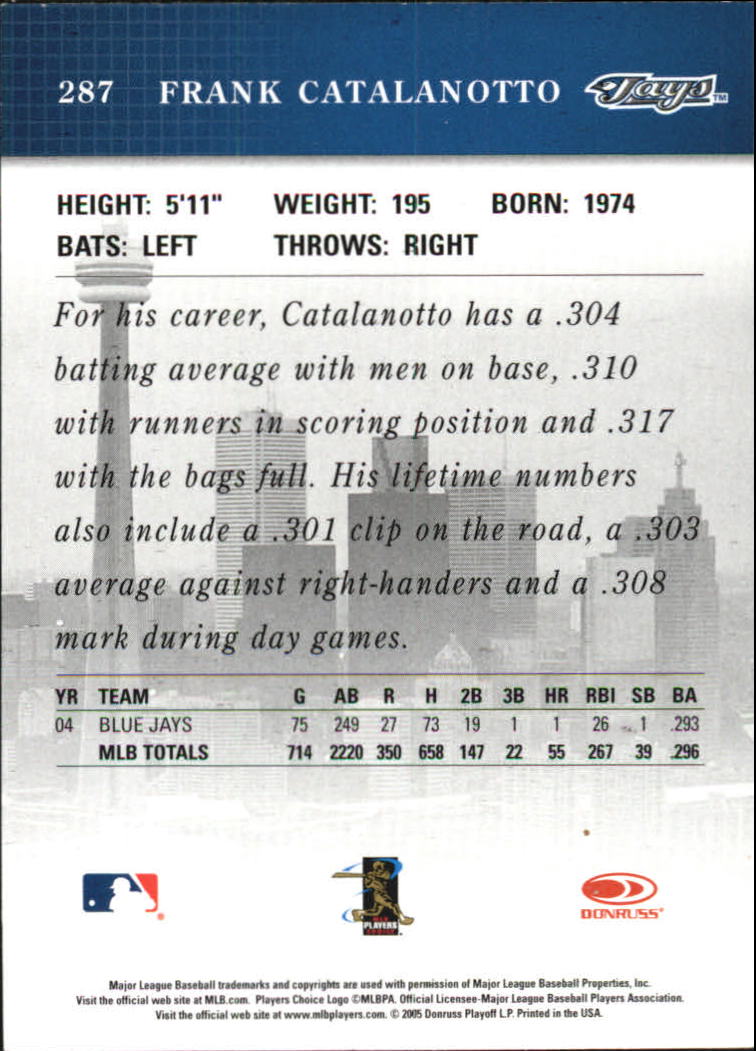 287 FRANK CATALANOTTO Jays TM
HEIGHT: 5'11" WEIGHT: 195 BORN: 1974
BATS: LEFT THROWS: RIGHT
For his career, Catalanotto has a .304
batting average with men on base, .310
with runners in scoring position and .317
with the bags full. His lifetime numbers
also include a .301 clip on the road, a .303
average against right-handers and a .308
mark during day games.
YR TEAM G AB R H 2B 3B HR RBI SB BA
04 BLUE JAYS 75 249 27 73 19 1 1 26 1 .293
MLB TOTALS 714 2220 350 658 147 22 55 267 39 .296
PLAYERS
DONRUSS®
Major League Baseball trademarks and copyrights are used with permission of Major League Baseball Properties, Inc.
Visit the official web site at MLB.com. Players Choice Logo ©MLBPA. Official Licensee-Major League Baseball Players Association.
Visit the official web site at www.mlbplayers.com. © 2005 Donruss Playoff L.P. Printed in the USA.